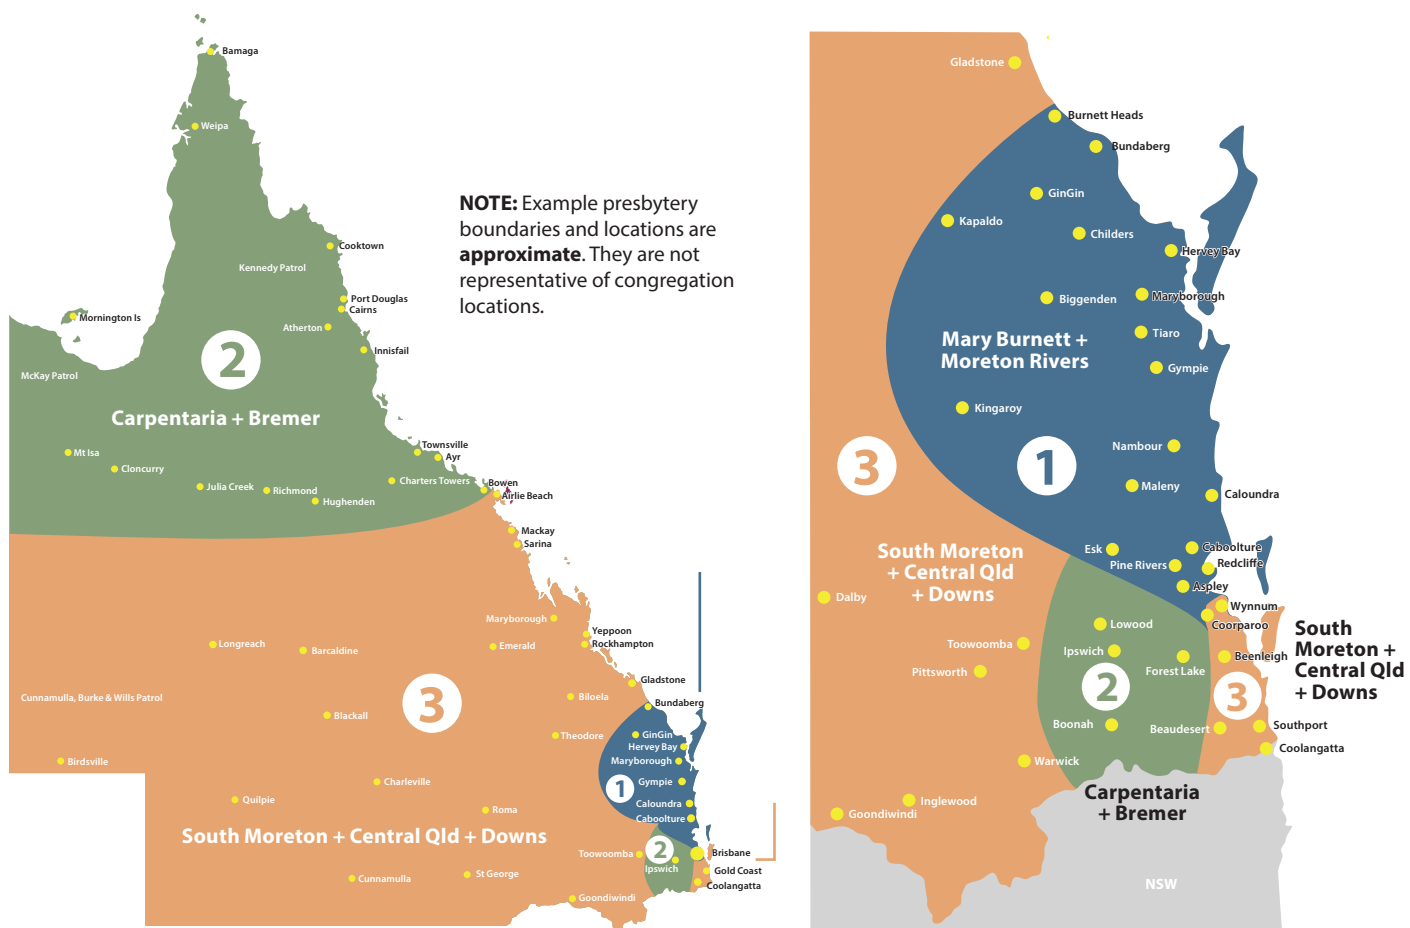 Bamaga
Weipa
NOTE: Example presbytery
boundaries and locations are
approximate. They are not
representative of congregation
locations.
Cooktown
Kennedy Patrol
Port Douglas
Cairns
Mornington Is
Atherton
Innisfail
2
McKay Patrol
Carpentaria + Bremer
Townsville
Mt Isa
Ayr
Cloncurry
Charters Towers
Bowen
Julia Creek
Richmond
Airlie Beach
Hughenden
Mackay
Sarina
Maryborough
Yeppoon
Longreach
Barcaldine
Emerald
Rockhampton
Gladstone
Cunnamulla, Burke & Wills Patrol
3
Biloela
Bundaberg
Blackall
Theodore
GinGin
Hervey Bay
Birdsville
Maryborough
Charleville
Gympie
1
Quilpie
Roma
Caloundra
Caboolture
South Moreton + Central Qld + Downs
Toowoomba
2
Brisbane
Ipswich
Gold Coast
Cunnamulla
St George
Coolangatta
Goondiwindi
Gladstone
Burnett Heads
Bundaberg
GinGin
Kapaldo
Childers
Hervey Bay
Biggenden
Maryborough
Tiaro
Mary Burnett +
Moreton Rivers
Gympie
Kingaroy
Nambour
3
1
Maleny
Caloundra
South Moreton
+ Central Qld
+ Downs
Esk
Caboolture
Pine Rivers
Redcliffe
Aspley
Dalby
Wynnum
Lowood
Coorparoo
Toowoomba
Ipswich
Beenleigh
South
Moreton +
Central Qld
+ Downs
Pittsworth
Forest Lake
2
3
Boonah
Beaudesert
Southport
Coolangatta
Warwick
Carpentaria
+ Bremer
Inglewood
Goondiwindi
NSW